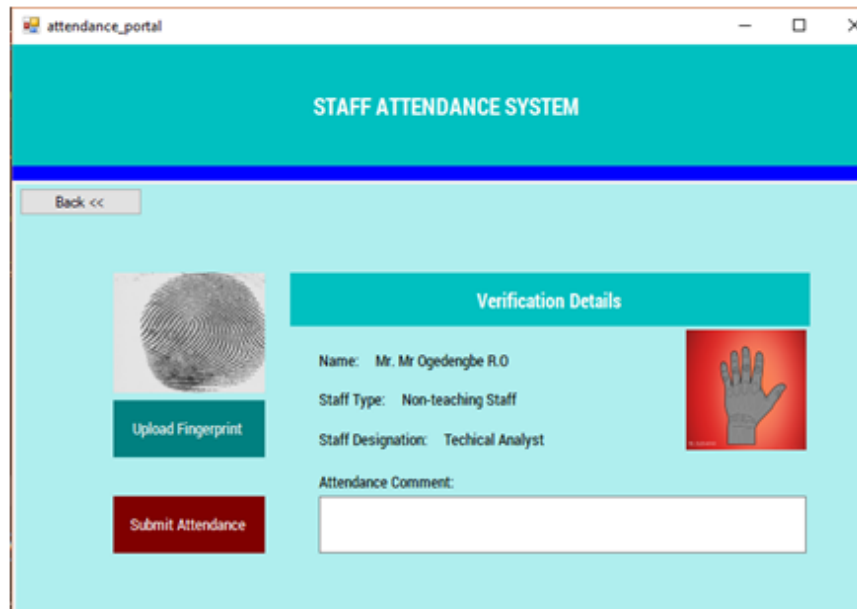 attendance_portal
STAFF ATTENDANCE SYSTEM
Back <<
Verification Details
Name: Mr. Mr Ogedengbe R.O
Staff Type: Non-teaching Staff
Upload Fingerprint
Staff Designation: Techical Analyst
Attendance Comment:
Submit Attendance